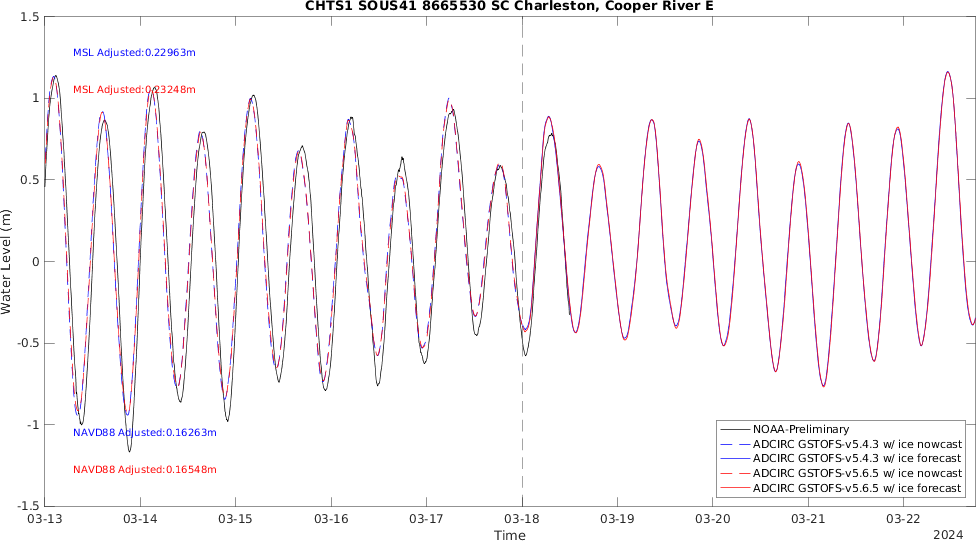 CHTS1 SOUS41 8665530 SC Charleston, Cooper River E
1.5
1
0.5
0
-0.5
-1
-1.5
Water Level (m)
MSL Adjusted:0.22963m
MSL Adjusted:0.23248m
NAVD88 Adjusted:0.16263m
NAVD88 Adjusted:0.16548m
NOAA-Preliminary
ADCIRC GSTOFS-v5.4.3 w/ ice nowcast
ADCIRC GSTOFS-v5.4.3 w/ ice forecast
ADCIRC GSTOFS-v5.6.5 w/ ice nowcast
ADCIRC GSTOFS-v5.6.5 w/ ice forecast
03-13 03-14 03-15 03-16 03-17 03-18 03-19 03-20 03-21 03-22
Time
2024